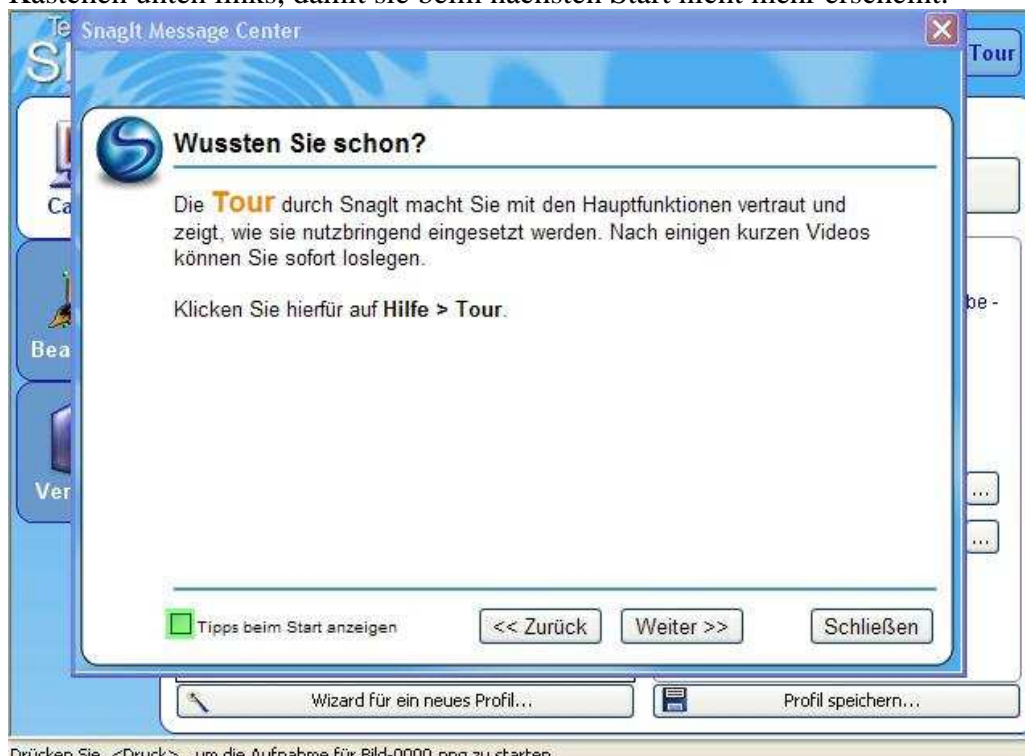 Kästchen unten links, damit sie beim nächsten Start nicht mehr erscheint.
SnagIt Message Center
Tour
Wussten Sie schon?
Die Tour durch SnagIt macht Sie mit den Hauptfunktionen vertraut und
zeigt, wie sie nutzbringend eingesetzt werden. Nach einigen kurzen Videos
können Sie sofort loslegen.
Klicken Sie hierfür auf Hilfe > Tour.
Ca
be -
Bea
Ver
...
...
Tipps beim Start anzeigen
<< Zurück
Weiter >>
Schließen
Wizard für ein neues Profil...
Profil speichern...
Drücken Sie <Druck>, um die Aufnahme für Bild-0000.png zu starten